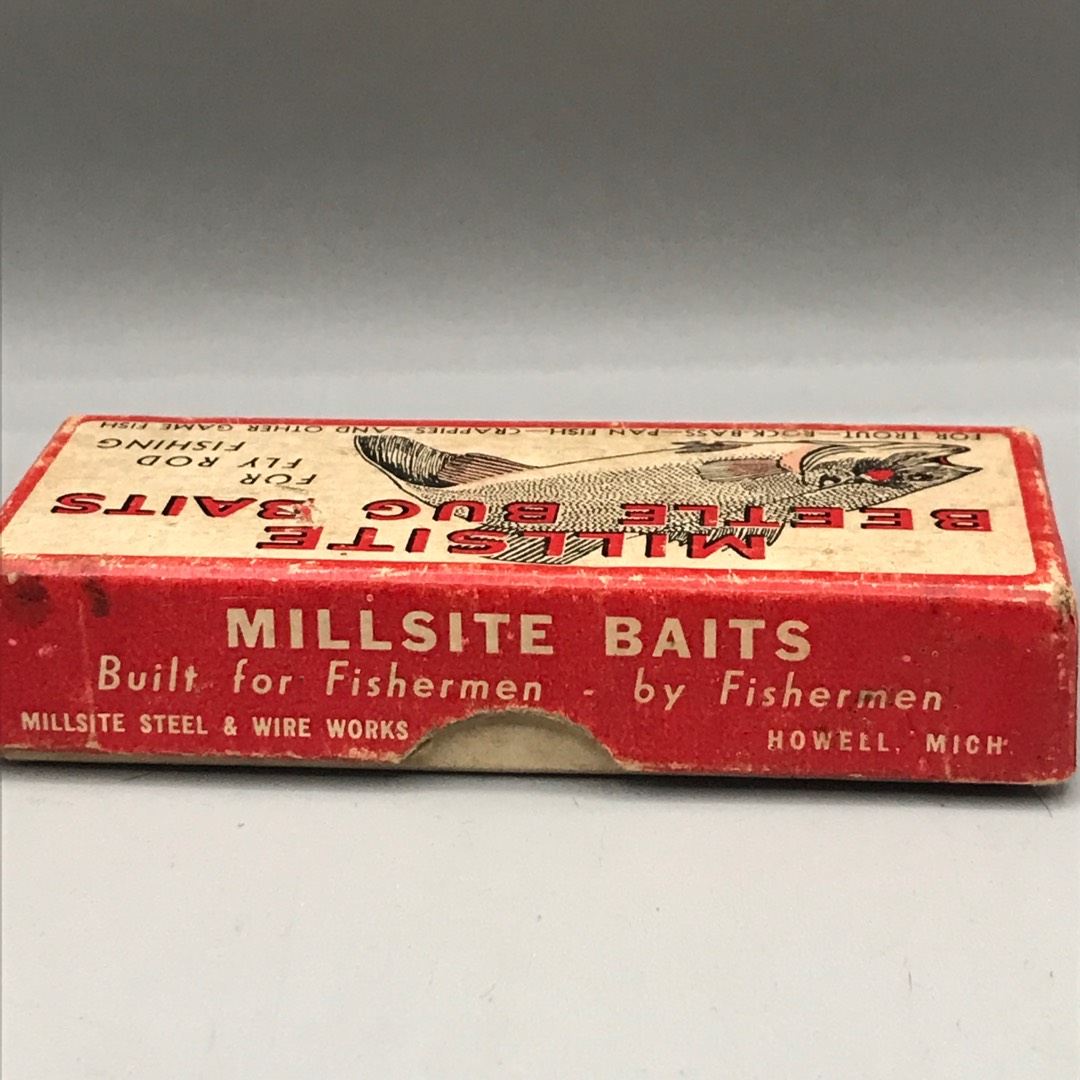 MILLSITE
BEETLE BUG BAITS
FOR
FLY ROD
FISHING
FOR TROUT, ROCK BASS, PAN FISH, CRAPPIES AND OTHER GAME FISH
MILLSITE BAITS
Built for Fishermen - by Fishermen
MILLSITE STEEL & WIRE WORKS HOWELL, MICH.